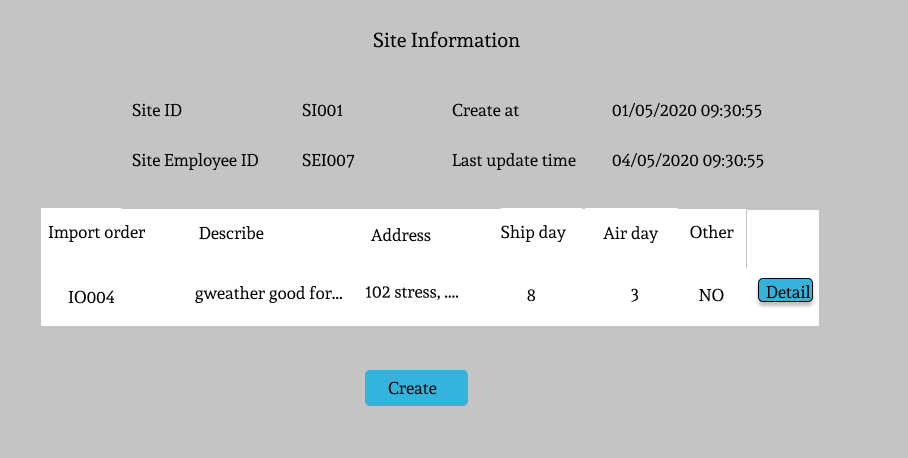 Site Information
Site ID SI001 Create at 01/05/2020 09:30:55
Site Employee ID SEI007 Last update time 04/05/2020 09:30:55
Import order Describe Address Ship day Air day Other
IO004 gweather good for... 102 stress, .... 8 3 NO Detail
Create